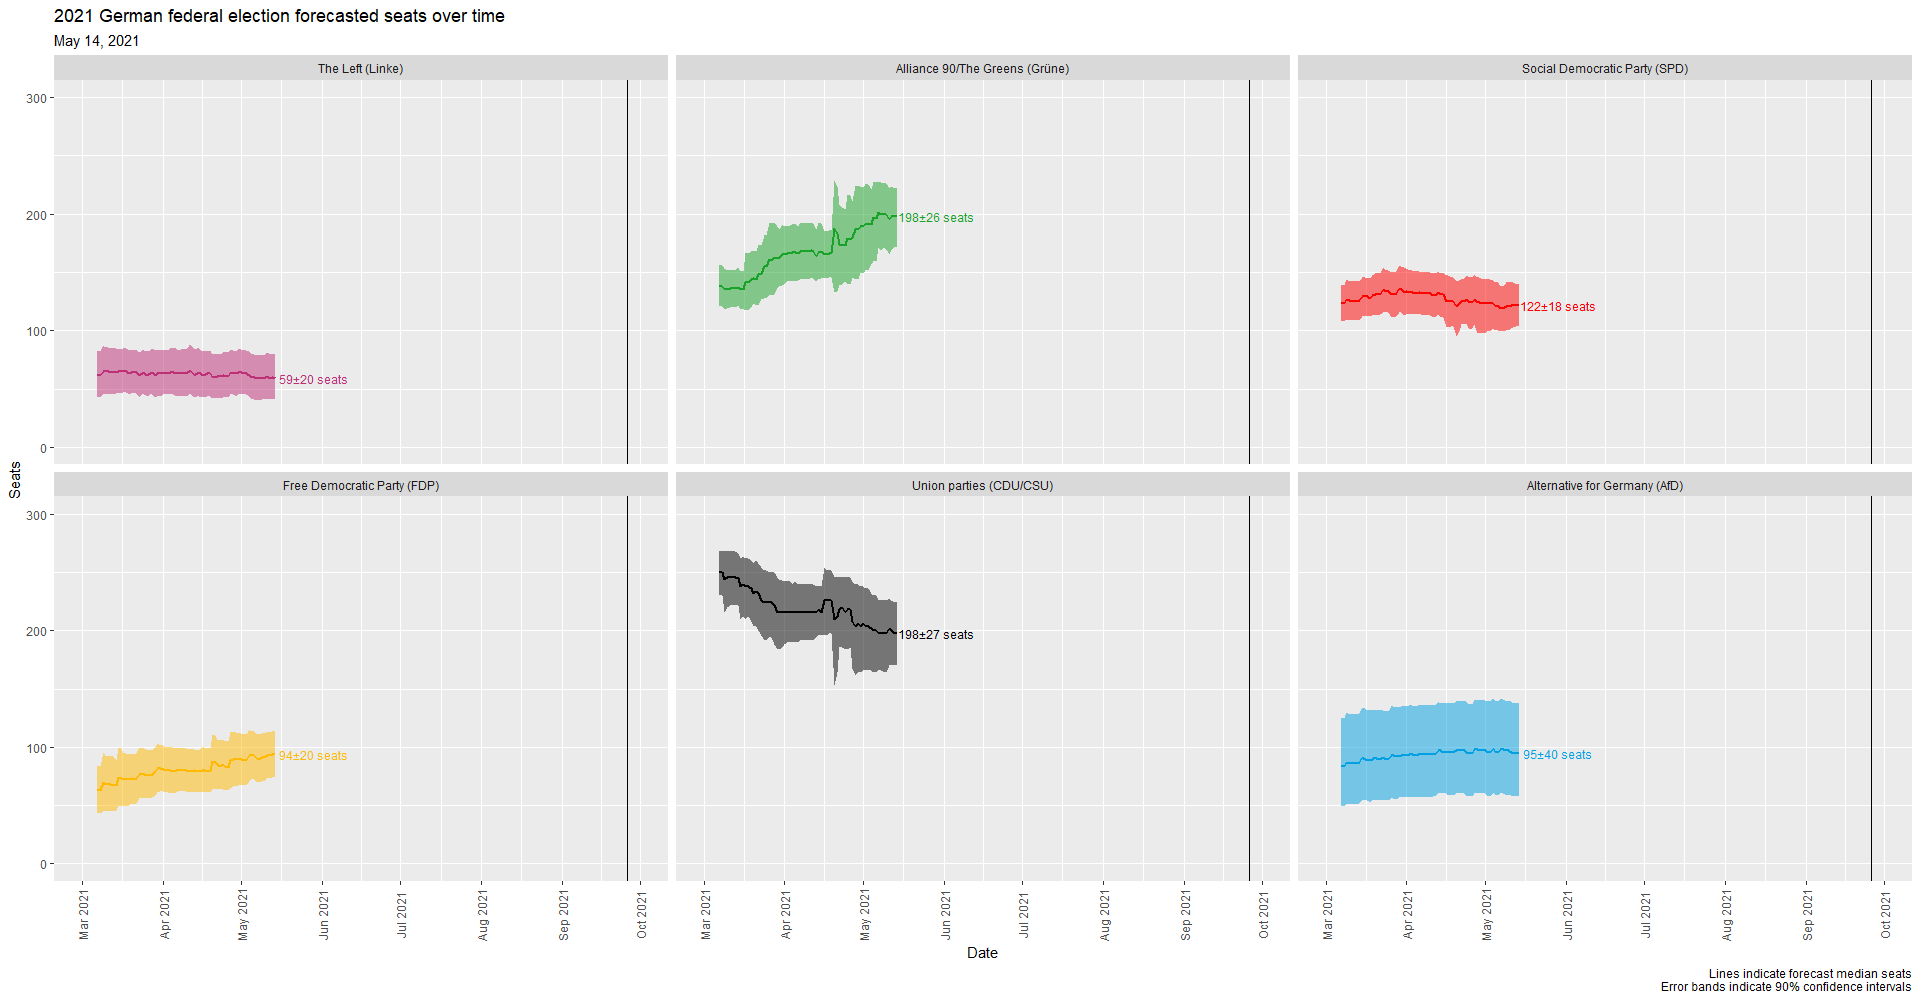 2021 German federal election forecasted seats over time
May 14, 2021
The Left (Linke)
Alliance 90/The Greens (Grüne)
Social Democratic Party (SPD)
300
200
100
0
59±20 seats
198±26 seats
122±18 seats
Seats
Free Democratic Party (FDP)
Union parties (CDU/CSU)
Alternative for Germany (AfD)
300
200
100
0
94±20 seats
198±27 seats
95±40 seats
Mar 2021
Apr 2021
May 2021
Jun 2021
Jul 2021
Aug 2021
Sep 2021
Oct 2021
Mar 2021
Apr 2021
May 2021
Jun 2021
Jul 2021
Aug 2021
Sep 2021
Oct 2021
Mar 2021
Apr 2021
May 2021
Jun 2021
Jul 2021
Aug 2021
Sep 2021
Oct 2021
Date
Lines indicate forecast median seats
Error bands indicate 90% confidence intervals